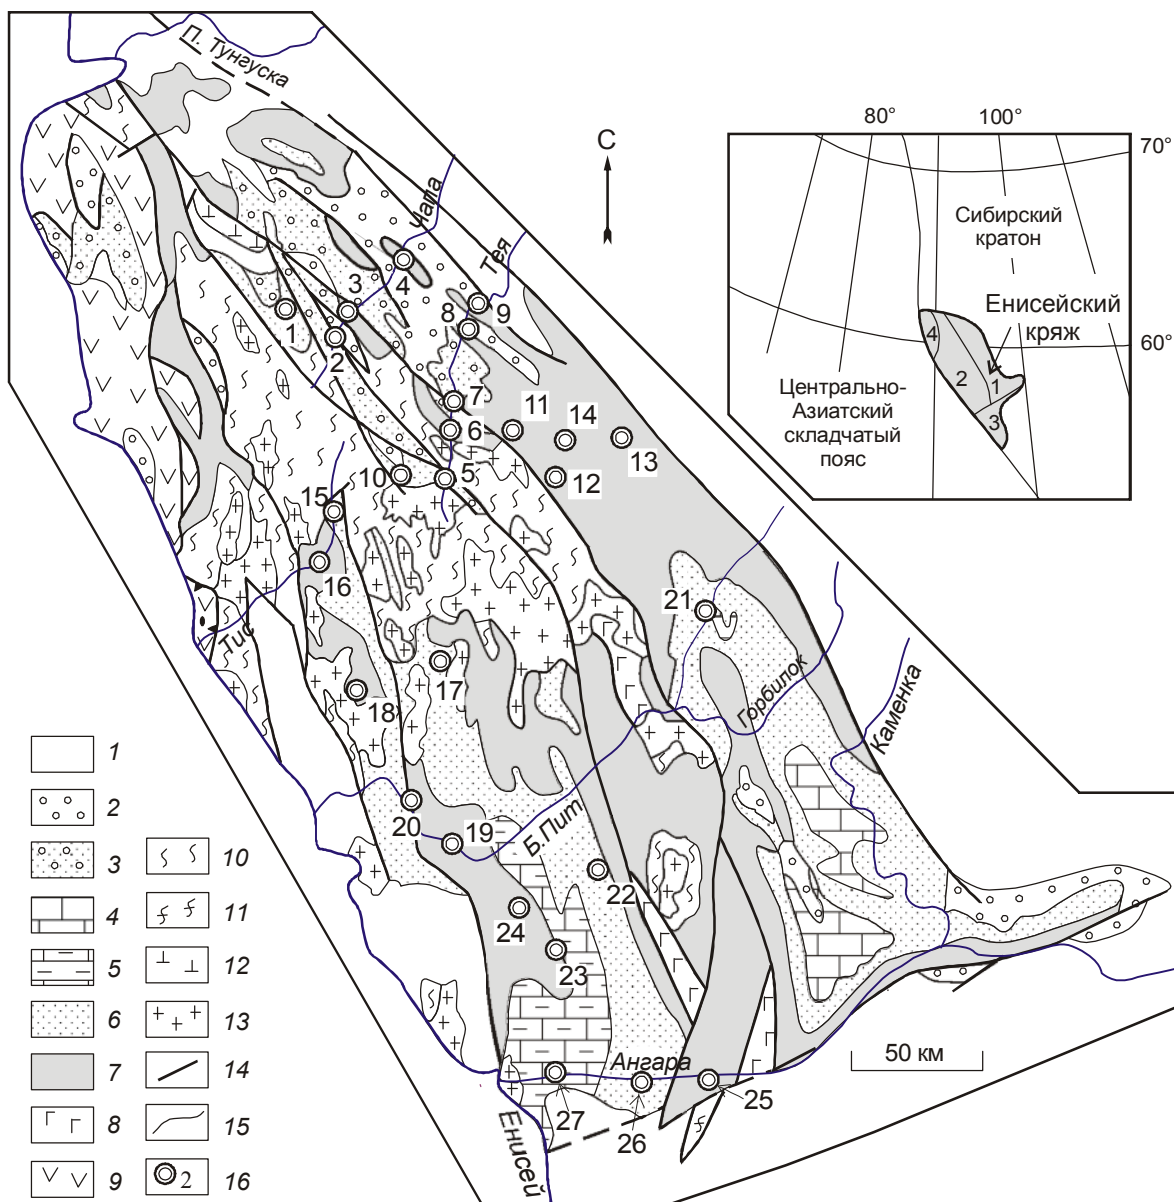 П. Тунгуска
Чапа
Тея
С
80°
100°
70°
Сибирский
кратон
Енисейский
кряж
60°
4
2
1
3
Центрально-
Азиатский
складчатый
пояс
1
2
3
4
9
8
7
6
5
10
11
14
13
12
15
16
Тис
17
18
21
Горбилок
Каменка
20
19
Б.Пит
22
24
23
Ангара
50 км
27
26
25
Енисей
1
2
3
4
5
6
7
8
9
10
11
12
13
14
15
2
16